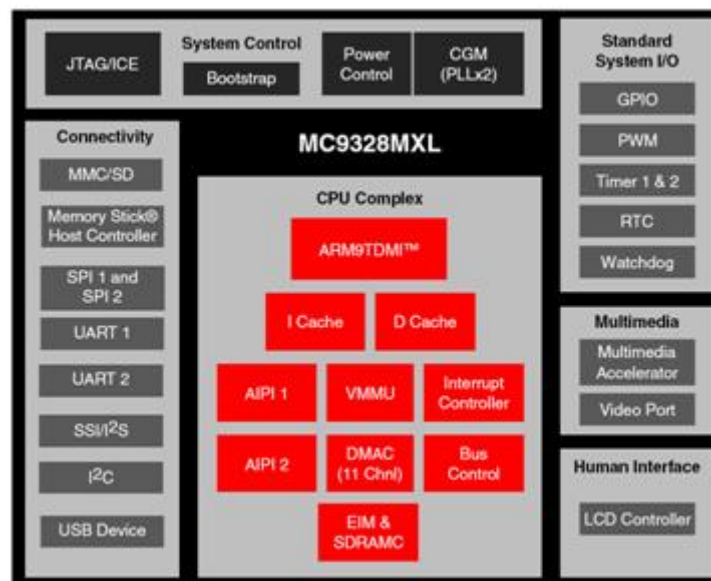 System Control
JTAG/ICE
Bootstrap
Power
Control
CGM
(PLLx2)
Standard
System I/O
GPIO
PWM
Timer 1 & 2
RTC
Watchdog
Connectivity
MMC/SD
Memory Stick®
Host Controller
SPI 1 and
SPI 2
UART 1
UART 2
SSI/I²S
I²C
USB Device
MC9328MXL
CPU Complex
ARM9TDMI™
I Cache
D Cache
AIPI 1
VMMU
Interrupt
Controller
AIPI 2
DMAC
(11 Chnl)
Bus
Control
EIM &
SDRAMC
Multimedia
Multimedia
Accelerator
Video Port
Human Interface
LCD Controller